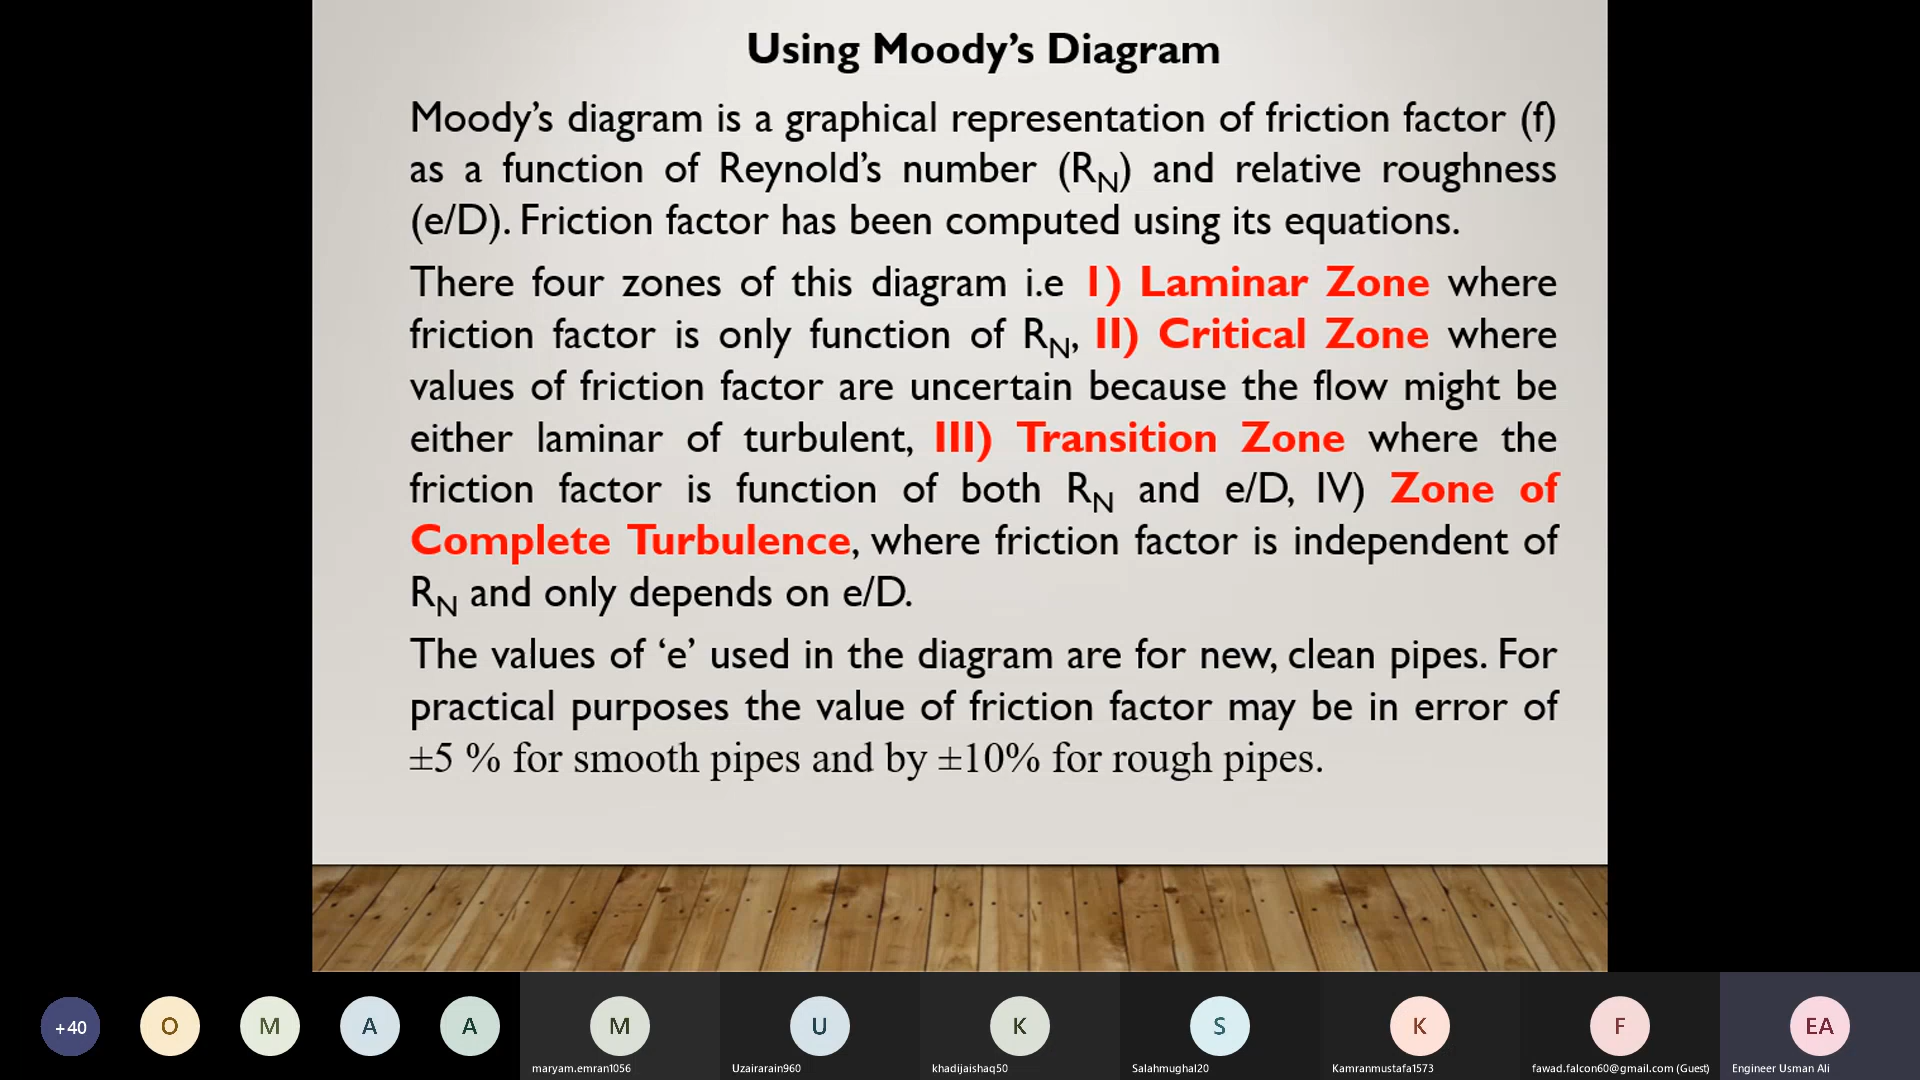 Using Moody’s Diagram
Moody’s diagram is a graphical representation of friction factor (f)
as a function of Reynold’s number (RN) and relative roughness
(e/D). Friction factor has been computed using its equations.
There four zones of this diagram i.e I) Laminar Zone where
friction factor is only function of RN, II) Critical Zone where
values of friction factor are uncertain because the flow might be
either laminar of turbulent, III) Transition Zone where the
friction factor is function of both RN and e/D, IV) Zone of
Complete Turbulence, where friction factor is independent of
RN and only depends on e/D.
The values of ‘e’ used in the diagram are for new, clean pipes. For
practical purposes the value of friction factor may be in error of
±5 % for smooth pipes and by ±10% for rough pipes.
+40
O
M
A
A
M
U
K
S
K
F
EA
maryam.emran1056
Uzairarain960
khadijaishaq50
Salahmughal20
Kamranmustafa1573
fawad.falcon60@gmail.com (Guest)
Engineer Usman Ali